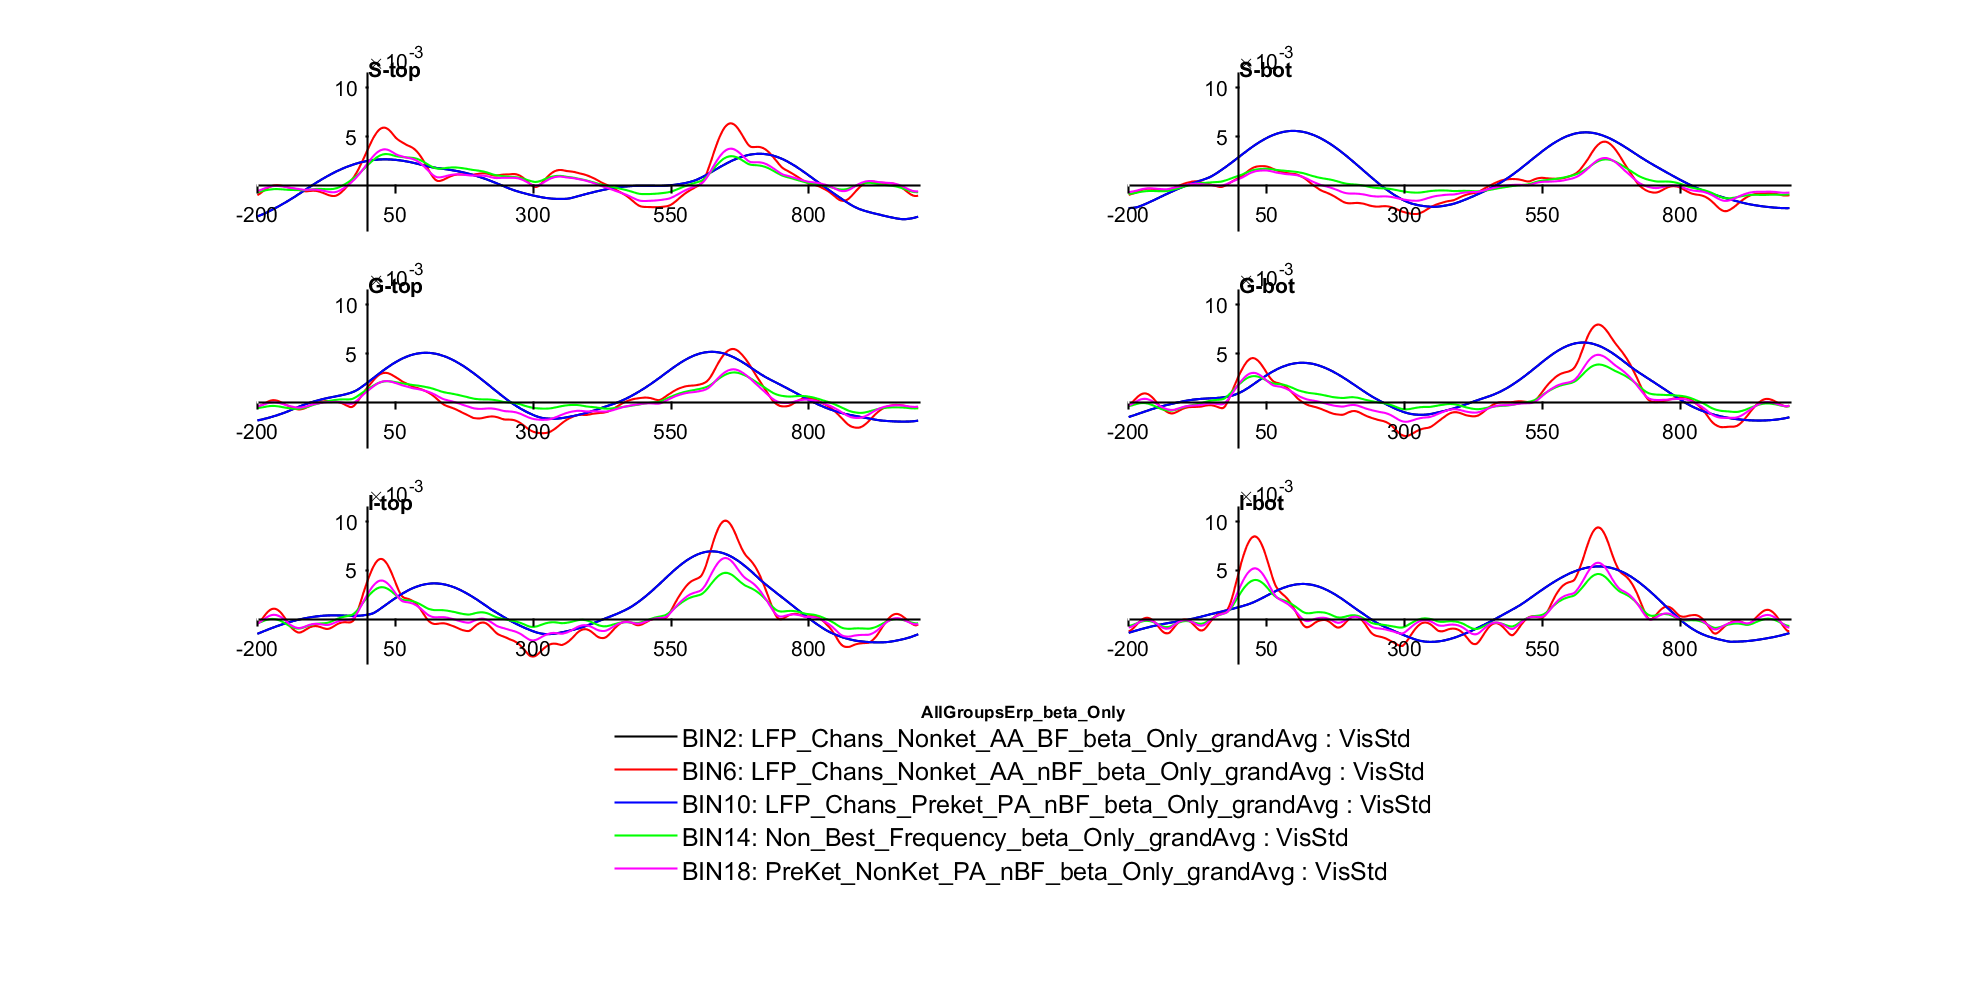 × 10-3
S-top
10
5
-200 50 300 550 800
× 10-3
S-bot
10
5
-200 50 300 550 800
× 10-3
G-top
10
5
-200 50 300 550 800
× 10-3
G-bot
10
5
-200 50 300 550 800
× 10-3
I-top
10
5
-200 50 300 550 800
× 10-3
I-bot
10
5
-200 50 300 550 800
AllGroupsErp_beta_Only
BIN2: LFP_Chans_Nonket_AA_BF_beta_Only_grandAvg : VisStd
BIN6: LFP_Chans_Nonket_AA_nBF_beta_Only_grandAvg : VisStd
BIN10: LFP_Chans_Preket_PA_nBF_beta_Only_grandAvg : VisStd
BIN14: Non_Best_Frequency_beta_Only_grandAvg : VisStd
BIN18: PreKet_NonKet_PA_nBF_beta_Only_grandAvg : VisStd